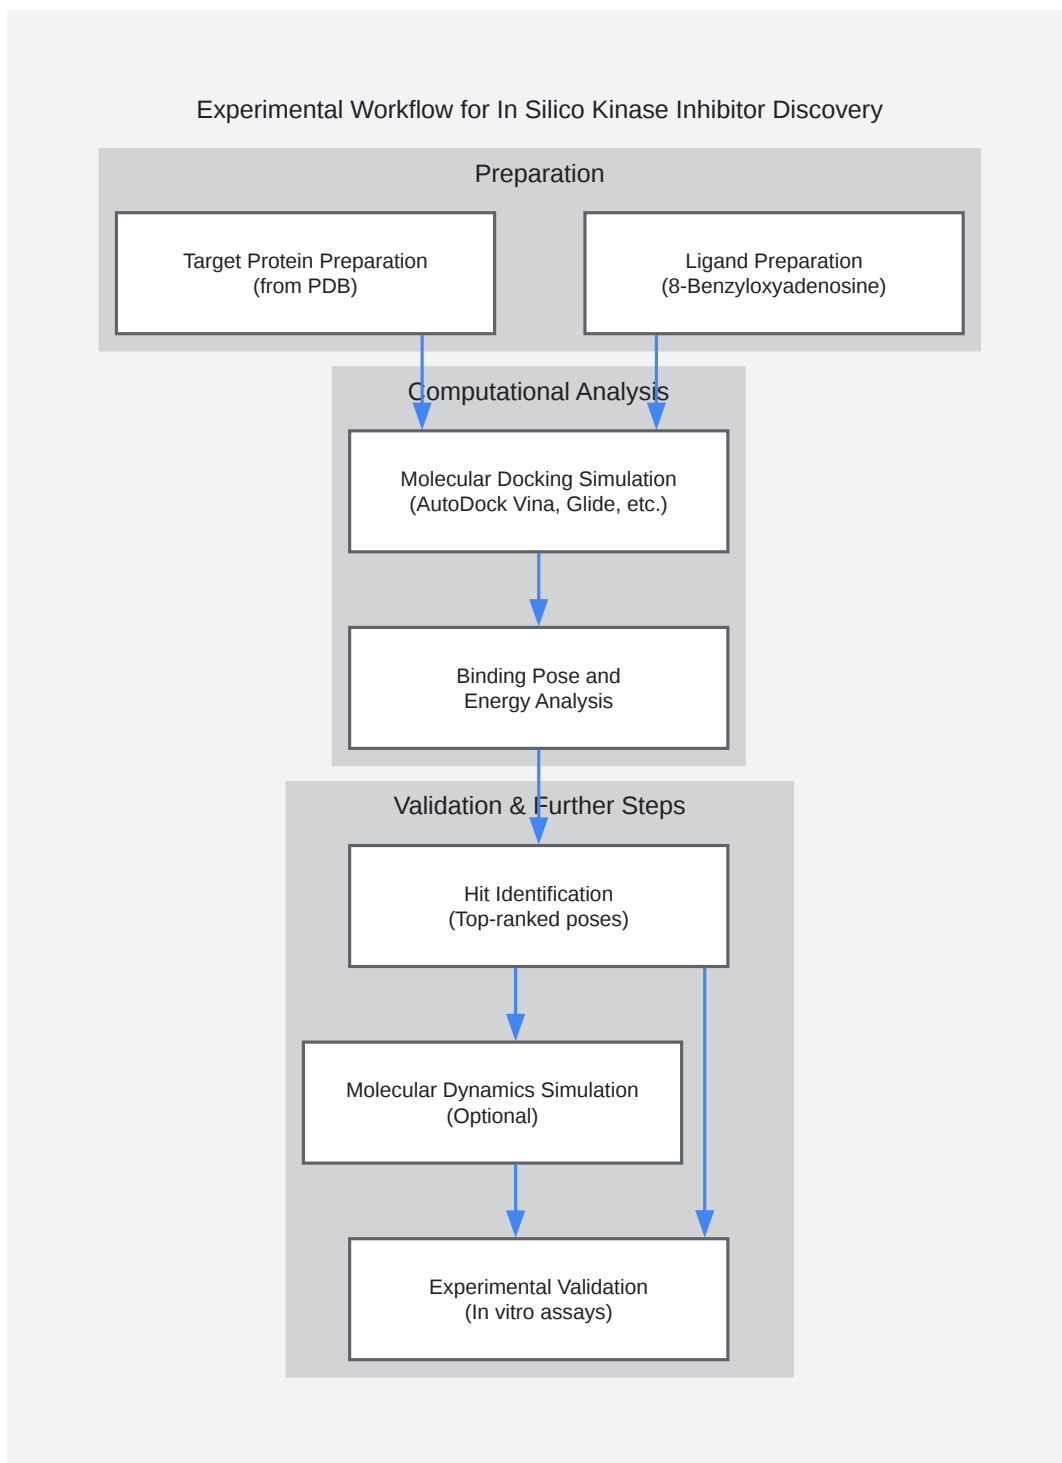 Experimental Workflow for In Silico Kinase Inhibitor Discovery
Preparation
Target Protein Preparation
(from PDB)
Ligand Preparation
(8-Benzyloxyadenosine)
Computational Analysis
Molecular Docking Simulation
(AutoDock Vina, Glide, etc.)
Binding Pose and
Energy Analysis
Validation & Further Steps
Hit Identification
(Top-ranked poses)
Molecular Dynamics Simulation
(Optional)
Experimental Validation
(In vitro assays)